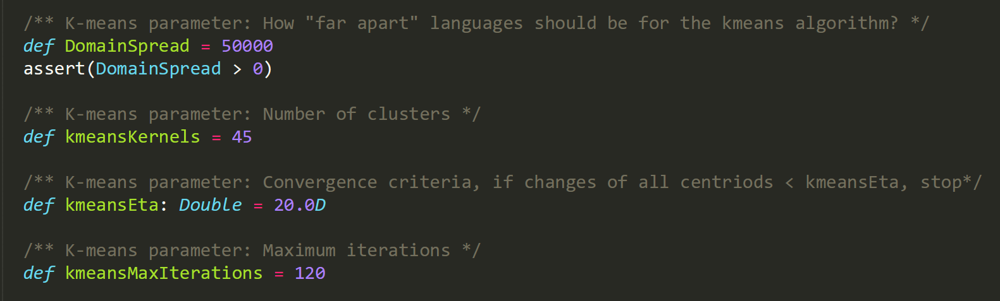 /** K-means parameter: How "far apart" languages should be for the kmeans algorithm? */
def DomainSpread = 50000
assert(DomainSpread > 0)
/** K-means parameter: Number of clusters */
def kmeansKernels = 45
/** K-means parameter: Convergence criteria, if changes of all centriods < kmeansEta, stop*/
def kmeansEta: Double = 20.0D
/** K-means parameter: Maximum iterations */
def kmeansMaxIterations = 120